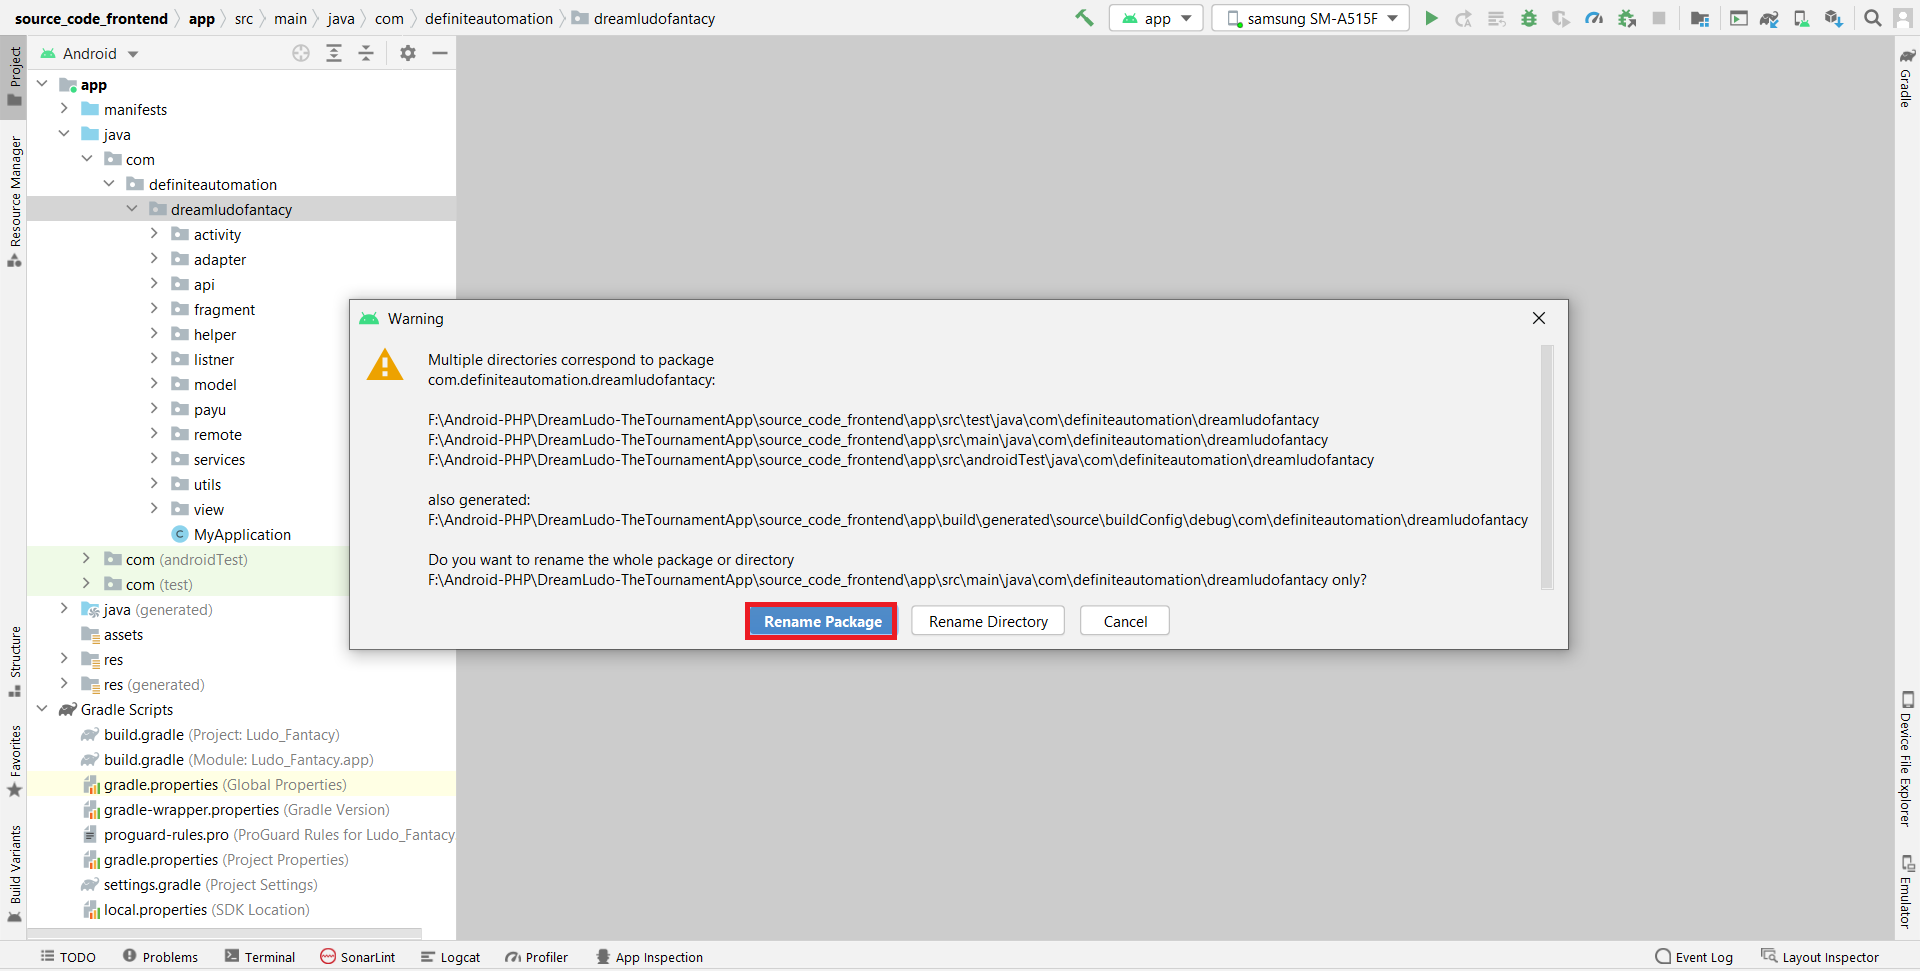 source_code_frontend app src main java com definiteautomation dreamludofantacy
app
samsung SM-A515F
Android
Project
Resource Manager
Structure
Favorites
Build Variants
app
manifests
java
com
definiteautomation
dreamludofantacy
activity
adapter
api
fragment
helper
listner
model
payu
remote
services
utils
view
MyApplication
com (androidTest)
com (test)
java (generated)
assets
res
res (generated)
Gradle Scripts
build.gradle (Project: Ludo_Fantacy)
build.gradle (Module: Ludo_Fantacy.app)
gradle.properties (Global Properties)
gradle-wrapper.properties (Gradle Version)
proguard-rules.pro (ProGuard Rules for Ludo_Fantacy
gradle.properties (Project Properties)
settings.gradle (Project Settings)
local.properties (SDK Location)
Warning
Multiple directories correspond to package
com.definiteautomation.dreamludofantacy:
F:\Android-PHP\DreamLudo-TheTournamentApp\source_code_frontend\app\src\test\java\com\definiteautomation\dreamludofantacy
F:\Android-PHP\DreamLudo-TheTournamentApp\source_code_frontend\app\src\main\java\com\definiteautomation\dreamludofantacy
F:\Android-PHP\DreamLudo-TheTournamentApp\source_code_frontend\app\src\androidTest\java\com\definiteautomation\dreamludofantacy
also generated:
F:\Android-PHP\DreamLudo-TheTournamentApp\source_code_frontend\app\build\generated\source\buildConfig\debug\com\definiteautomation\dreamludofantacy
Do you want to rename the whole package or directory
F:\Android-PHP\DreamLudo-TheTournamentApp\source_code_frontend\app\src\main\java\com\definiteautomation\dreamludofantacy only?
Rename Package
Rename Directory
Cancel
Gradle
Device File Explorer
Emulator
TODO
Problems
Terminal
SonarLint
Logcat
Profiler
App Inspection
Event Log
Layout Inspector